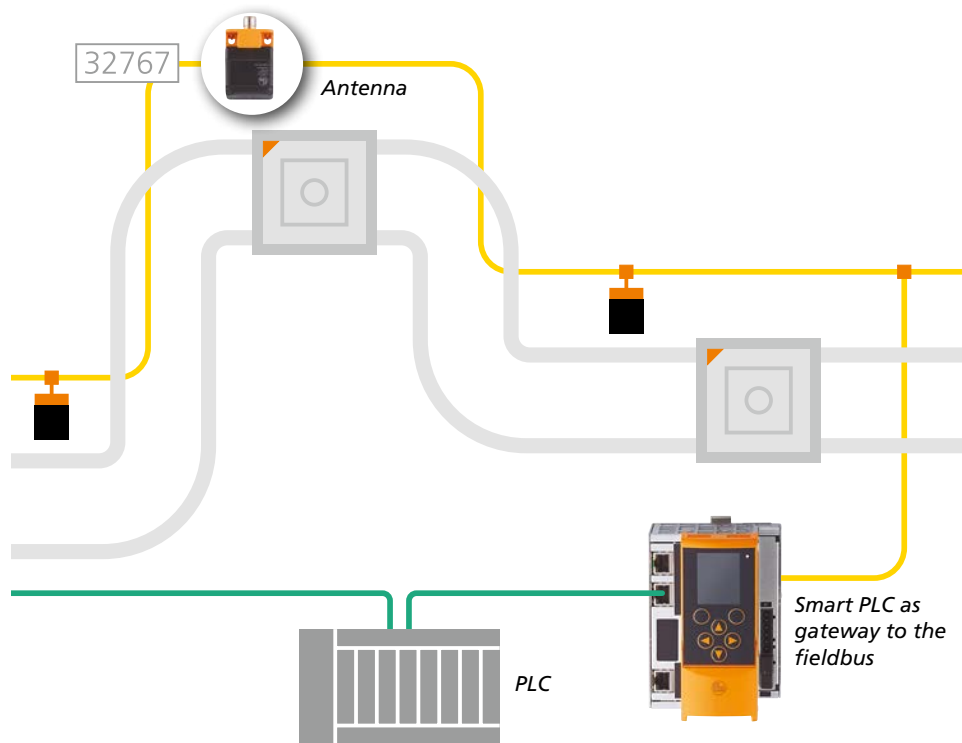 32767
Antenna
Smart PLC as
gateway to the
fieldbus
PLC